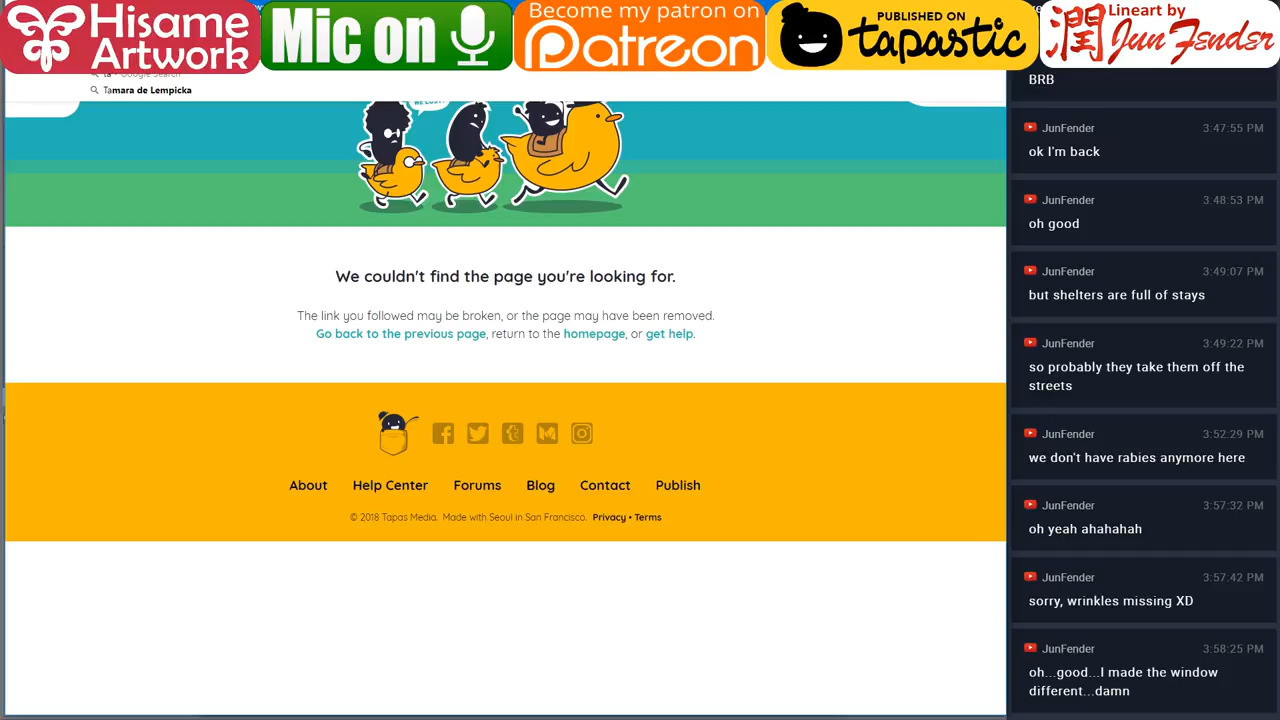 Hisame
Artwork
Mic on
Become my patron on
Patreon
PUBLISHED ON
tapastic
Lineart by
潤 JunFender
Google Search
Tamara de Lempicka
We couldn't find the page you're looking for.
The link you followed may be broken, or the page may have been removed.
Go back to the previous page, return to the homepage, or get help.
About Help Center Forums Blog Contact Publish
© 2018 Tapas Media. Made with Seoul in San Francisco. Privacy • Terms
BRB
JunFender 3:47:55 PM
ok I'm back
JunFender 3:48:53 PM
oh good
JunFender 3:49:07 PM
but shelters are full of stays
JunFender 3:49:22 PM
so probably they take them off the
streets
JunFender 3:52:29 PM
we don't have rabies anymore here
JunFender 3:57:32 PM
oh yeah ahahahah
JunFender 3:57:42 PM
sorry, wrinkles missing XD
JunFender 3:58:25 PM
oh...good...I made the window
different...damn